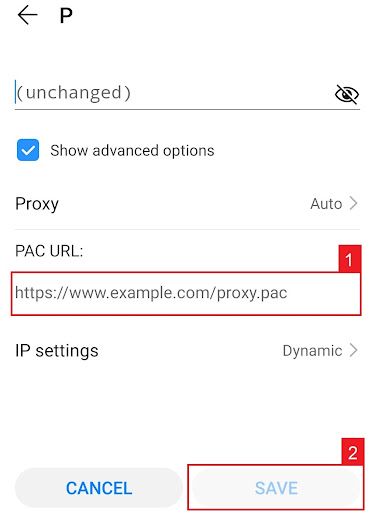 P
(unchanged)
Show advanced options
Proxy Auto
PAC URL:
1
https://www.example.com/proxy.pac
IP settings Dynamic
2
CANCEL SAVE